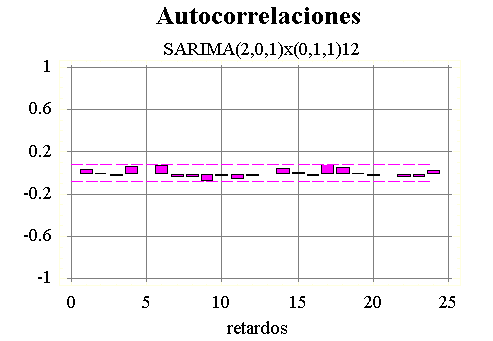 Autocorrelaciones
SARIMA(2,0,1)x(0,1,1)12
1
0.6
0.2
-0.2
-0.6
-1
0 5 10 15 20 25
retardos